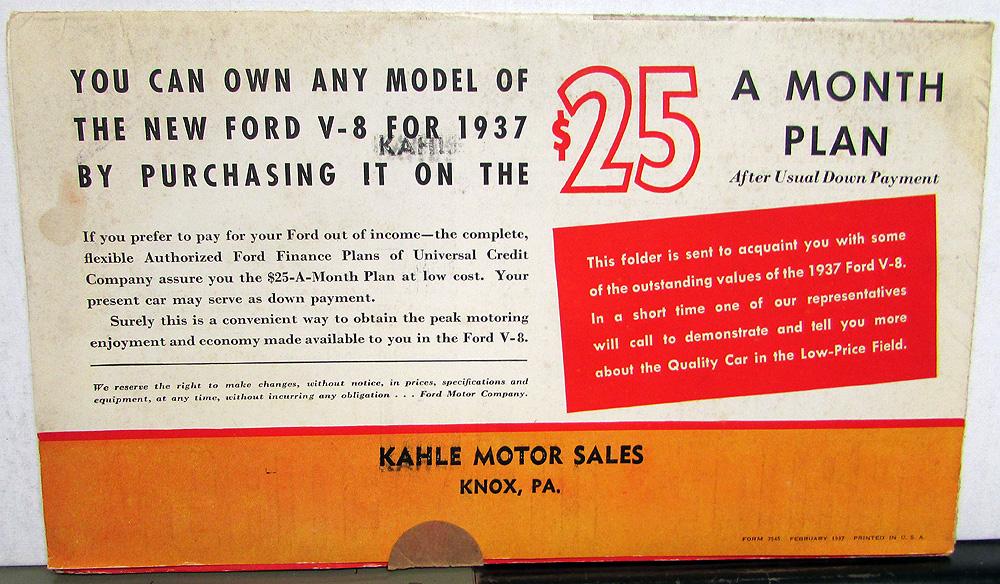 YOU CAN OWN ANY MODEL OF
THE NEW FORD V-8 FOR 1937
BY PURCHASING IT ON THE
$25
A MONTH
PLAN
After Usual Down Payment
KAHLE
If you prefer to pay for your Ford out of income—the complete,
flexible Authorized Ford Finance Plans of Universal Credit
Company assure you the $25-A-Month Plan at low cost. Your
present car may serve as down payment.
Surely this is a convenient way to obtain the peak motoring
enjoyment and economy made available to you in the Ford V-8.
We reserve the right to make changes, without notice, in prices, specifications and
equipment, at any time, without incurring any obligation . . . Ford Motor Company.
This folder is sent to acquaint you with some
of the outstanding values of the 1937 Ford V-8.
In a short time one of our representatives
will call to demonstrate and tell you more
about the Quality Car in the Low-Price Field.
KAHLE MOTOR SALES
KNOX, PA.
FORM 7545 FEBRUARY 1937 PRINTED IN U. S. A.